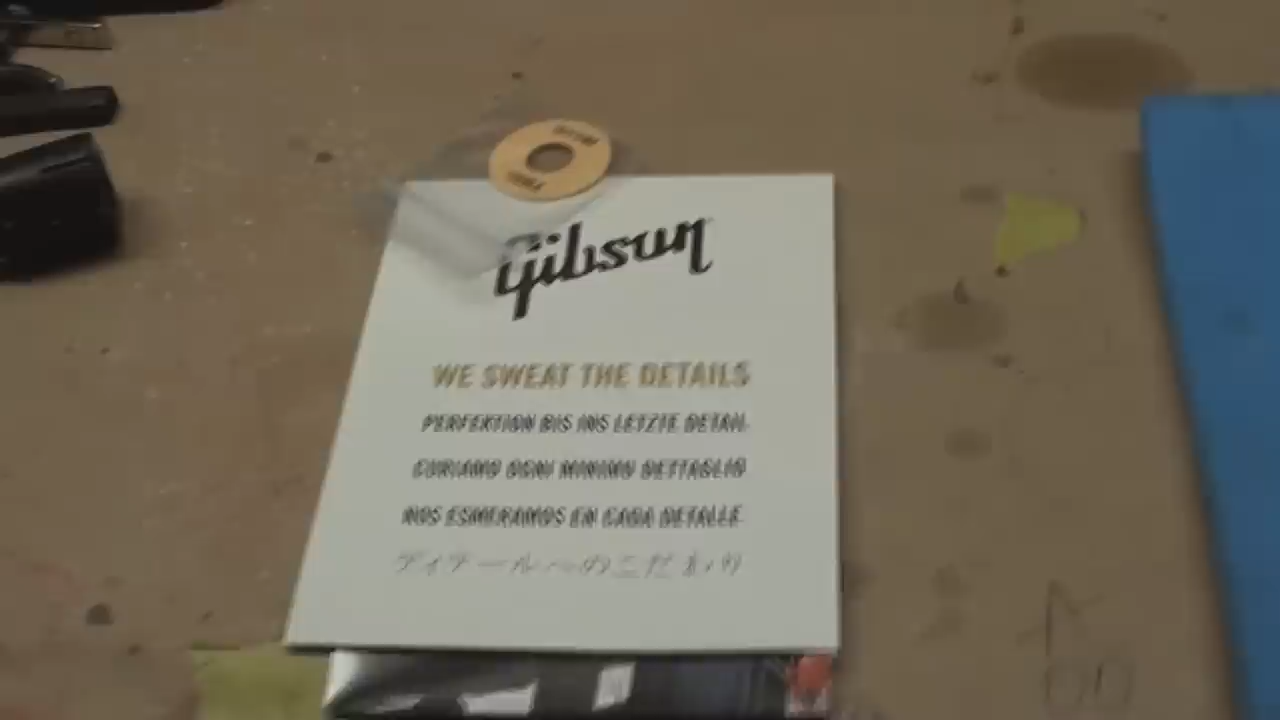 Gibson
WE SWEAT THE DETAILS
PERFEKTION BIS INS LETZTE DETAIL
CURIAMO OGNI MINIMO DETTAGLIO
NOS ESMERAMOS EN CADA DETALLE
ディテールへのこだわり